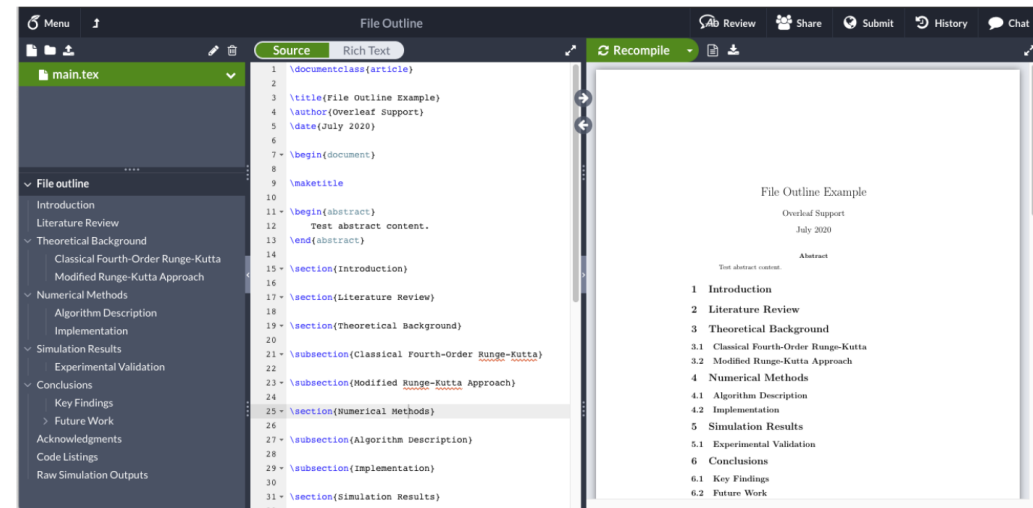 Menu
File Outline
Review
Share
Submit
History
Chat
Source
Rich Text
Recompile
main.tex
File outline
Introduction
Literature Review
Theoretical Background
Classical Fourth-Order Runge-Kutta
Modified Runge-Kutta Approach
Numerical Methods
Algorithm Description
Implementation
Simulation Results
Experimental Validation
Conclusions
Key Findings
Future Work
Acknowledgments
Code Listings
Raw Simulation Outputs
1 \documentclass{article}
2
3 \title{File Outline Example}
4 \author{Overleaf Support}
5 \date{July 2020}
6
7 \begin{document}
8
9 \maketitle
10
11 \begin{abstract}
12 Test abstract content.
13 \end{abstract}
14
15 \section{Introduction}
16
17 \section{Literature Review}
18
19 \section{Theoretical Background}
20
21 \subsection{Classical Fourth-Order Runge-Kutta}
22
23 \subsection{Modified Runge-Kutta Approach}
24
25 \section{Numerical Methods}
26
27 \subsection{Algorithm Description}
28
29 \subsection{Implementation}
30
31 \section{Simulation Results}
File Outline Example
Overleaf Support
July 2020
Abstract
Test abstract content.
1 Introduction
2 Literature Review
3 Theoretical Background
3.1 Classical Fourth-Order Runge-Kutta
3.2 Modified Runge-Kutta Approach
4 Numerical Methods
4.1 Algorithm Description
4.2 Implementation
5 Simulation Results
5.1 Experimental Validation
6 Conclusions
6.1 Key Findings
6.2 Future Work